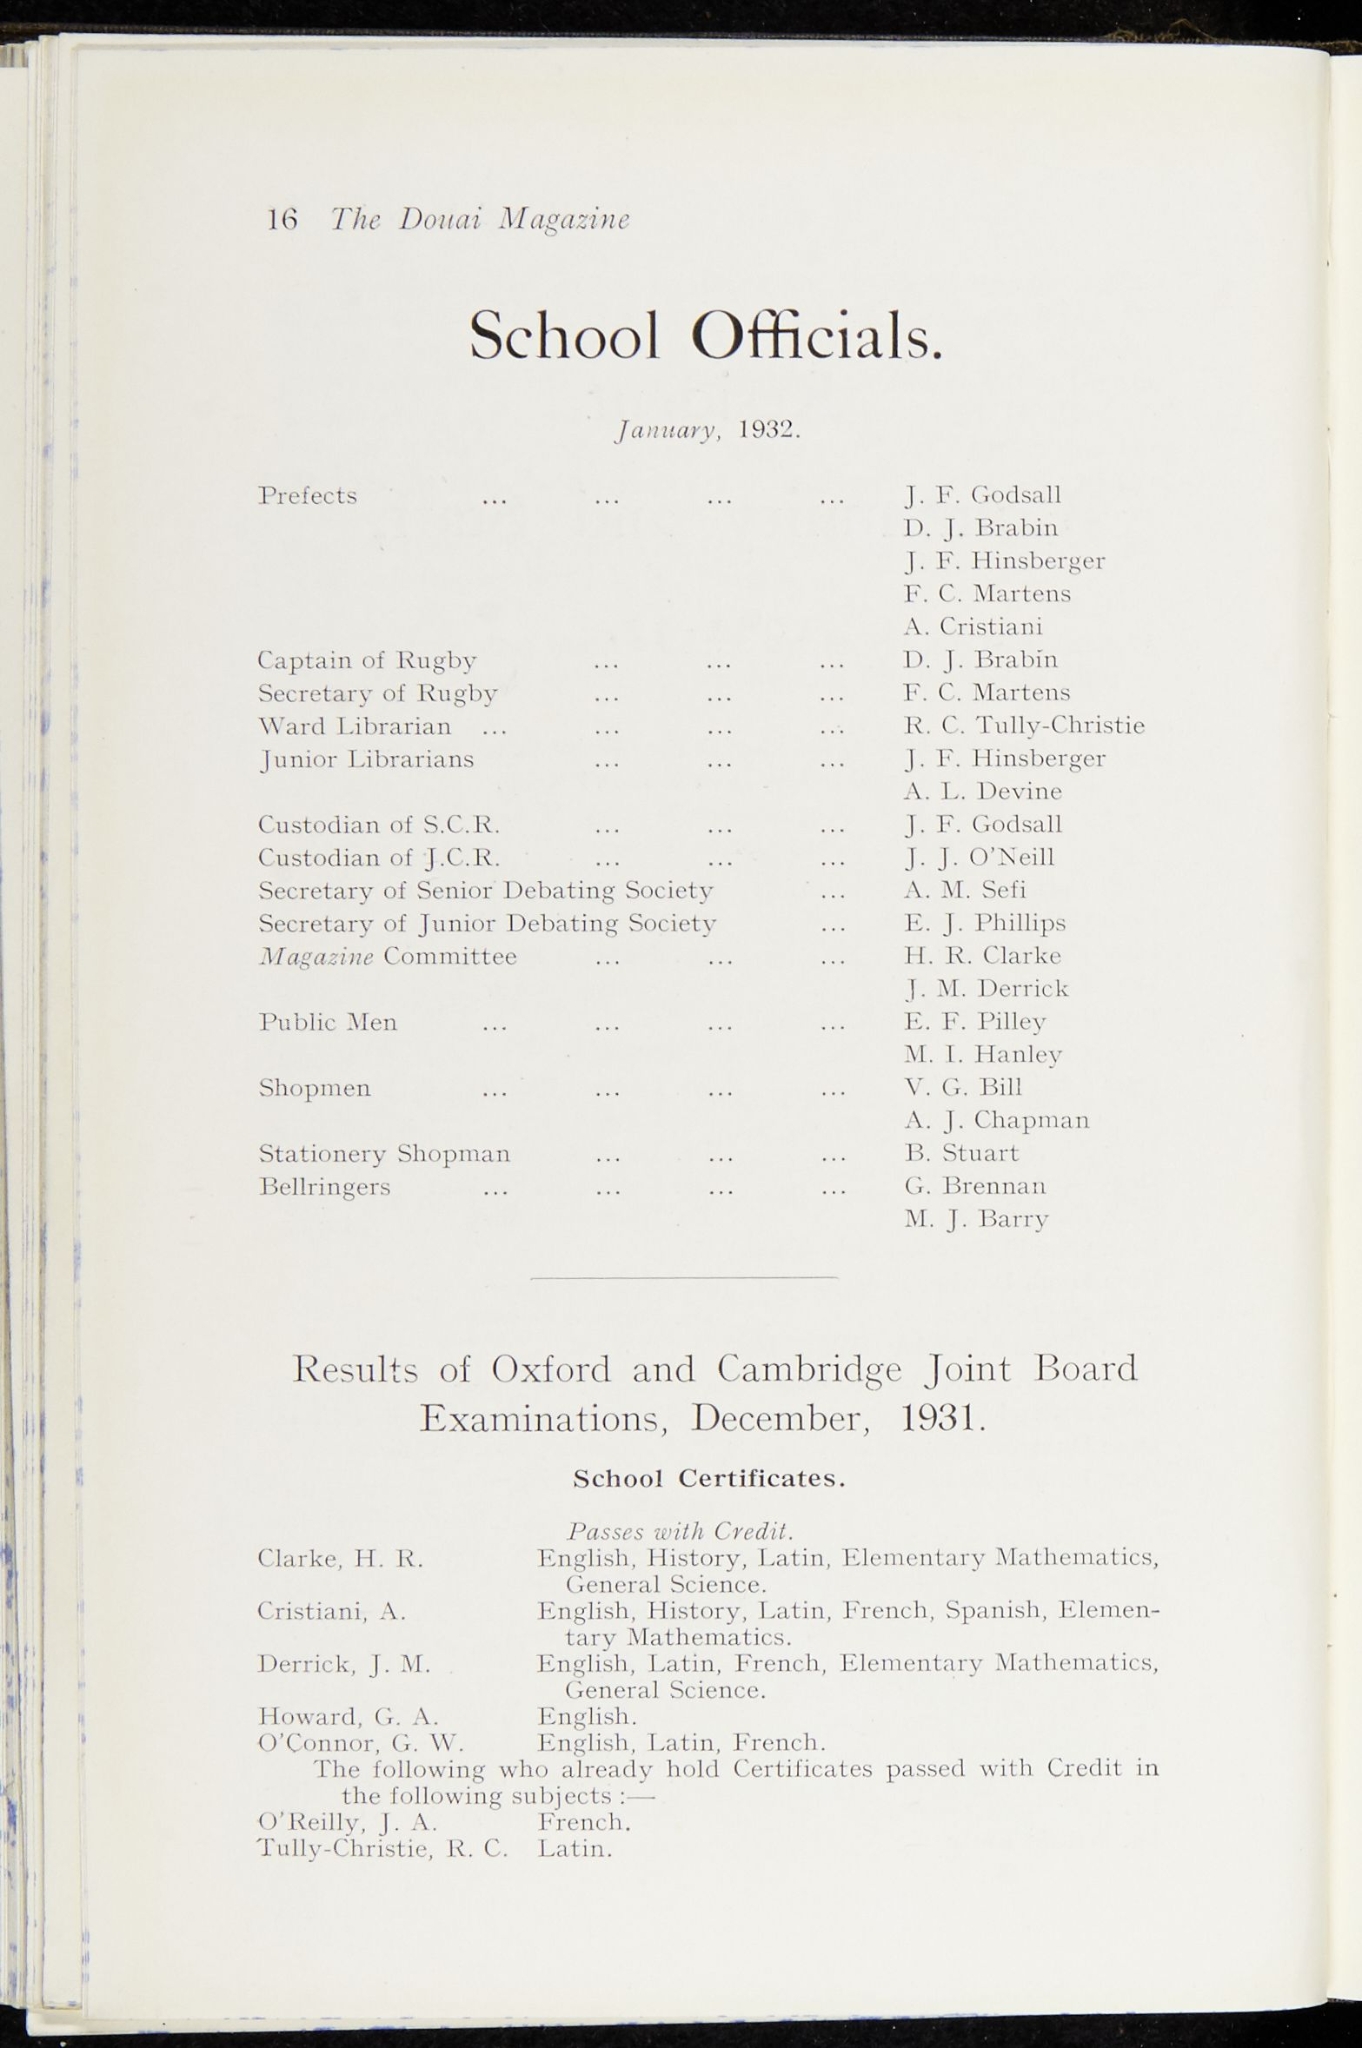 16 The Douai Magazine
School Officials.
January, 1932.
Prefects ... ... ... ... J. F. Godsall
D. J. Brabin
J. F. Hinsberger
F. C. Martens
A. Cristiani
Captain of Rugby ... ... ... D. J. Brabin
Secretary of Rugby ... ... ... F. C. Martens
Ward Librarian ... ... ... ... R. C. Tully-Christie
Junior Librarians ... ... ... J. F. Hinsberger
A. L. Devine
Custodian of S.C.R. ... ... ... J. F. Godsall
Custodian of J.C.R. ... ... ... J. J. O'Neill
Secretary of Senior Debating Society ... A. M. Sefi
Secretary of Junior Debating Society ... E. J. Phillips
Magazine Committee ... ... ... H. R. Clarke
J. M. Derrick
Public Men ... ... ... ... E. F. Pilley
M. I. Hanley
Shopmen ... ... ... ... V. G. Bill
A. J. Chapman
Stationery Shopman ... ... ... B. Stuart
Bellringers ... ... ... ... G. Brennan
M. J. Barry
Results of Oxford and Cambridge Joint Board
Examinations, December, 1931.
School Certificates.
Passes with Credit.
Clarke, H. R. English, History, Latin, Elementary Mathematics,
General Science.
Cristiani, A. English, History, Latin, French, Spanish, Elemen-
tary Mathematics.
Derrick, J. M. English, Latin, French, Elementary Mathematics,
General Science.
Howard, G. A. English.
O'Connor, G. W. English, Latin, French.
The following who already hold Certificates passed with Credit in
the following subjects :—
O'Reilly, J. A. French.
Tully-Christie, R. C. Latin.